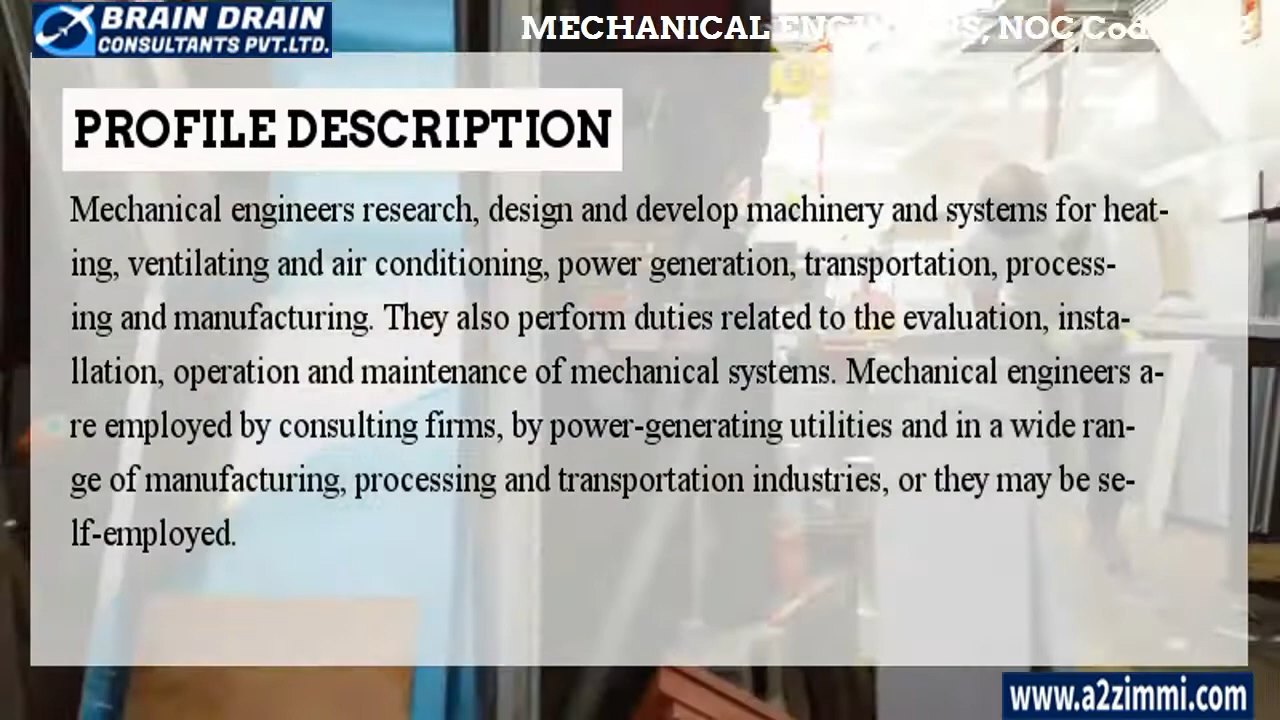 BRAIN DRAIN
CONSULTANTS PVT.LTD.
MECHANICAL ENGINEERS, NOC
PROFILE DESCRIPTION
Mechanical engineers research, design and develop machinery and systems for heat-
ing, ventilating and air conditioning, power generation, transportation, process-
ing and manufacturing. They also perform duties related to the evaluation, insta-
llation, operation and maintenance of mechanical systems. Mechanical engineers a-
re employed by consulting firms, by power-generating utilities and in a wide ran-
ge of manufacturing, processing and transportation industries, or they may be se-
lf-employed.
www.a2zimmi.com